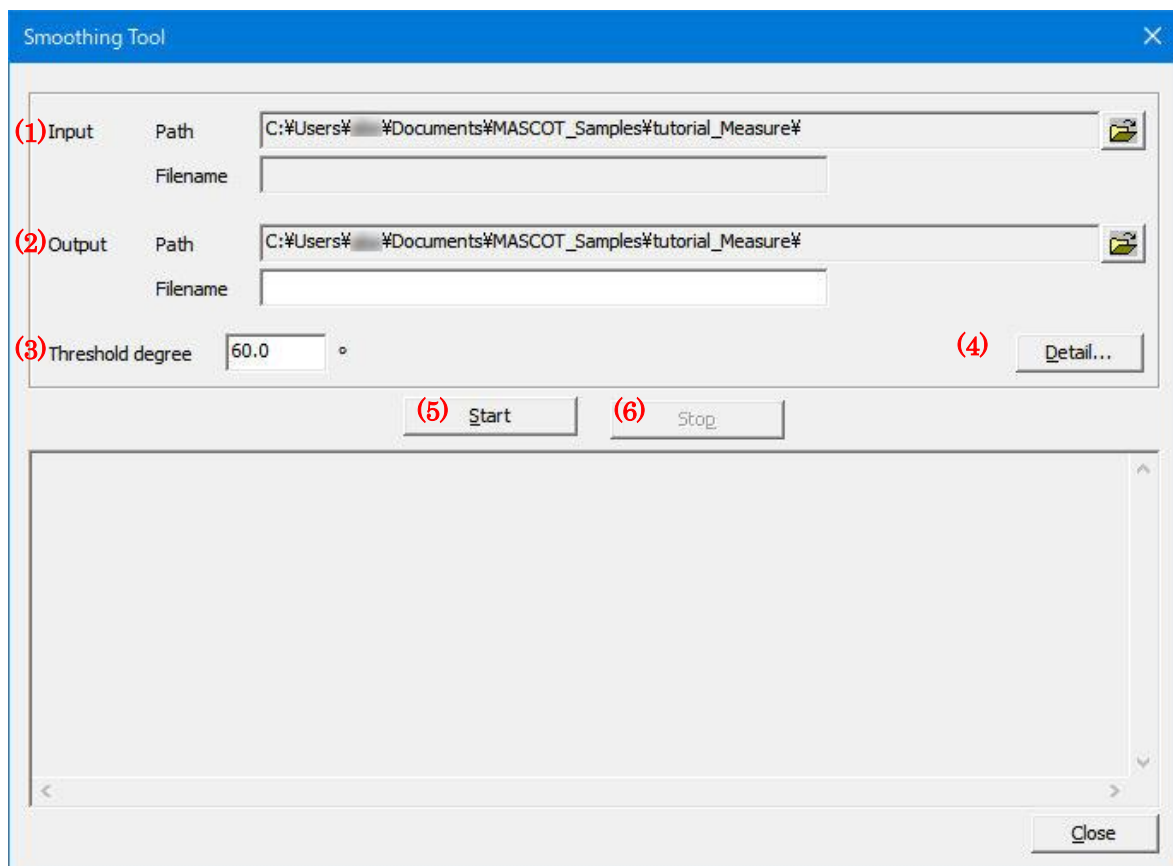 Smoothing Tool
(1) Input Path C:¥Users¥ ¥Documents¥MASCOT_Samples¥tutorial_Measure¥
Filename
(2) Output Path C:¥Users¥ ¥Documents¥MASCOT_Samples¥tutorial_Measure¥
Filename
(3) Threshold degree 60.0 ° (4) Detail...
(5) Start (6) Stop
Close